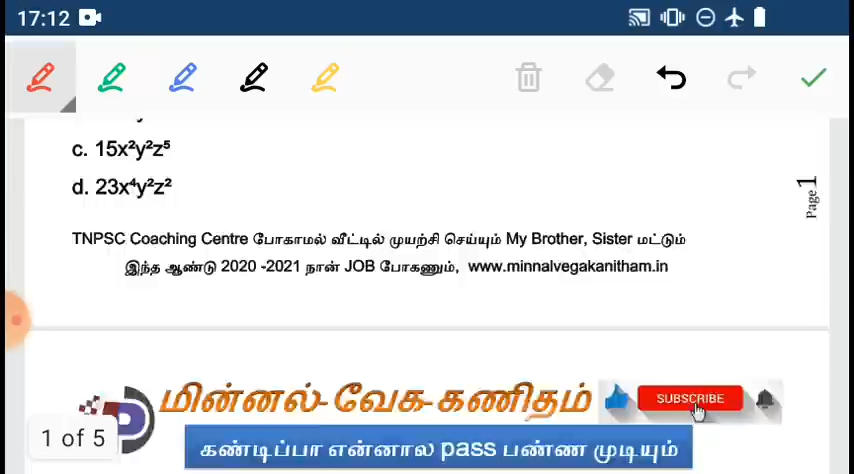 17:12
c. 15x²y²z⁵
d. 23x⁴y²z²
Page 1
TNPSC Coaching Centre போகாமல் வீட்டில் முயற்சி செய்யும் My Brother, Sister மட்டும்
இந்த ஆண்டு 2020 -2021 நான் JOB போகணும், www.minnalvegakanitham.in
மின்னல்-வேக-கணிதம்
SUBSCRIBE
1 of 5
கண்டிப்பா என்னால pass பண்ண முடியும்